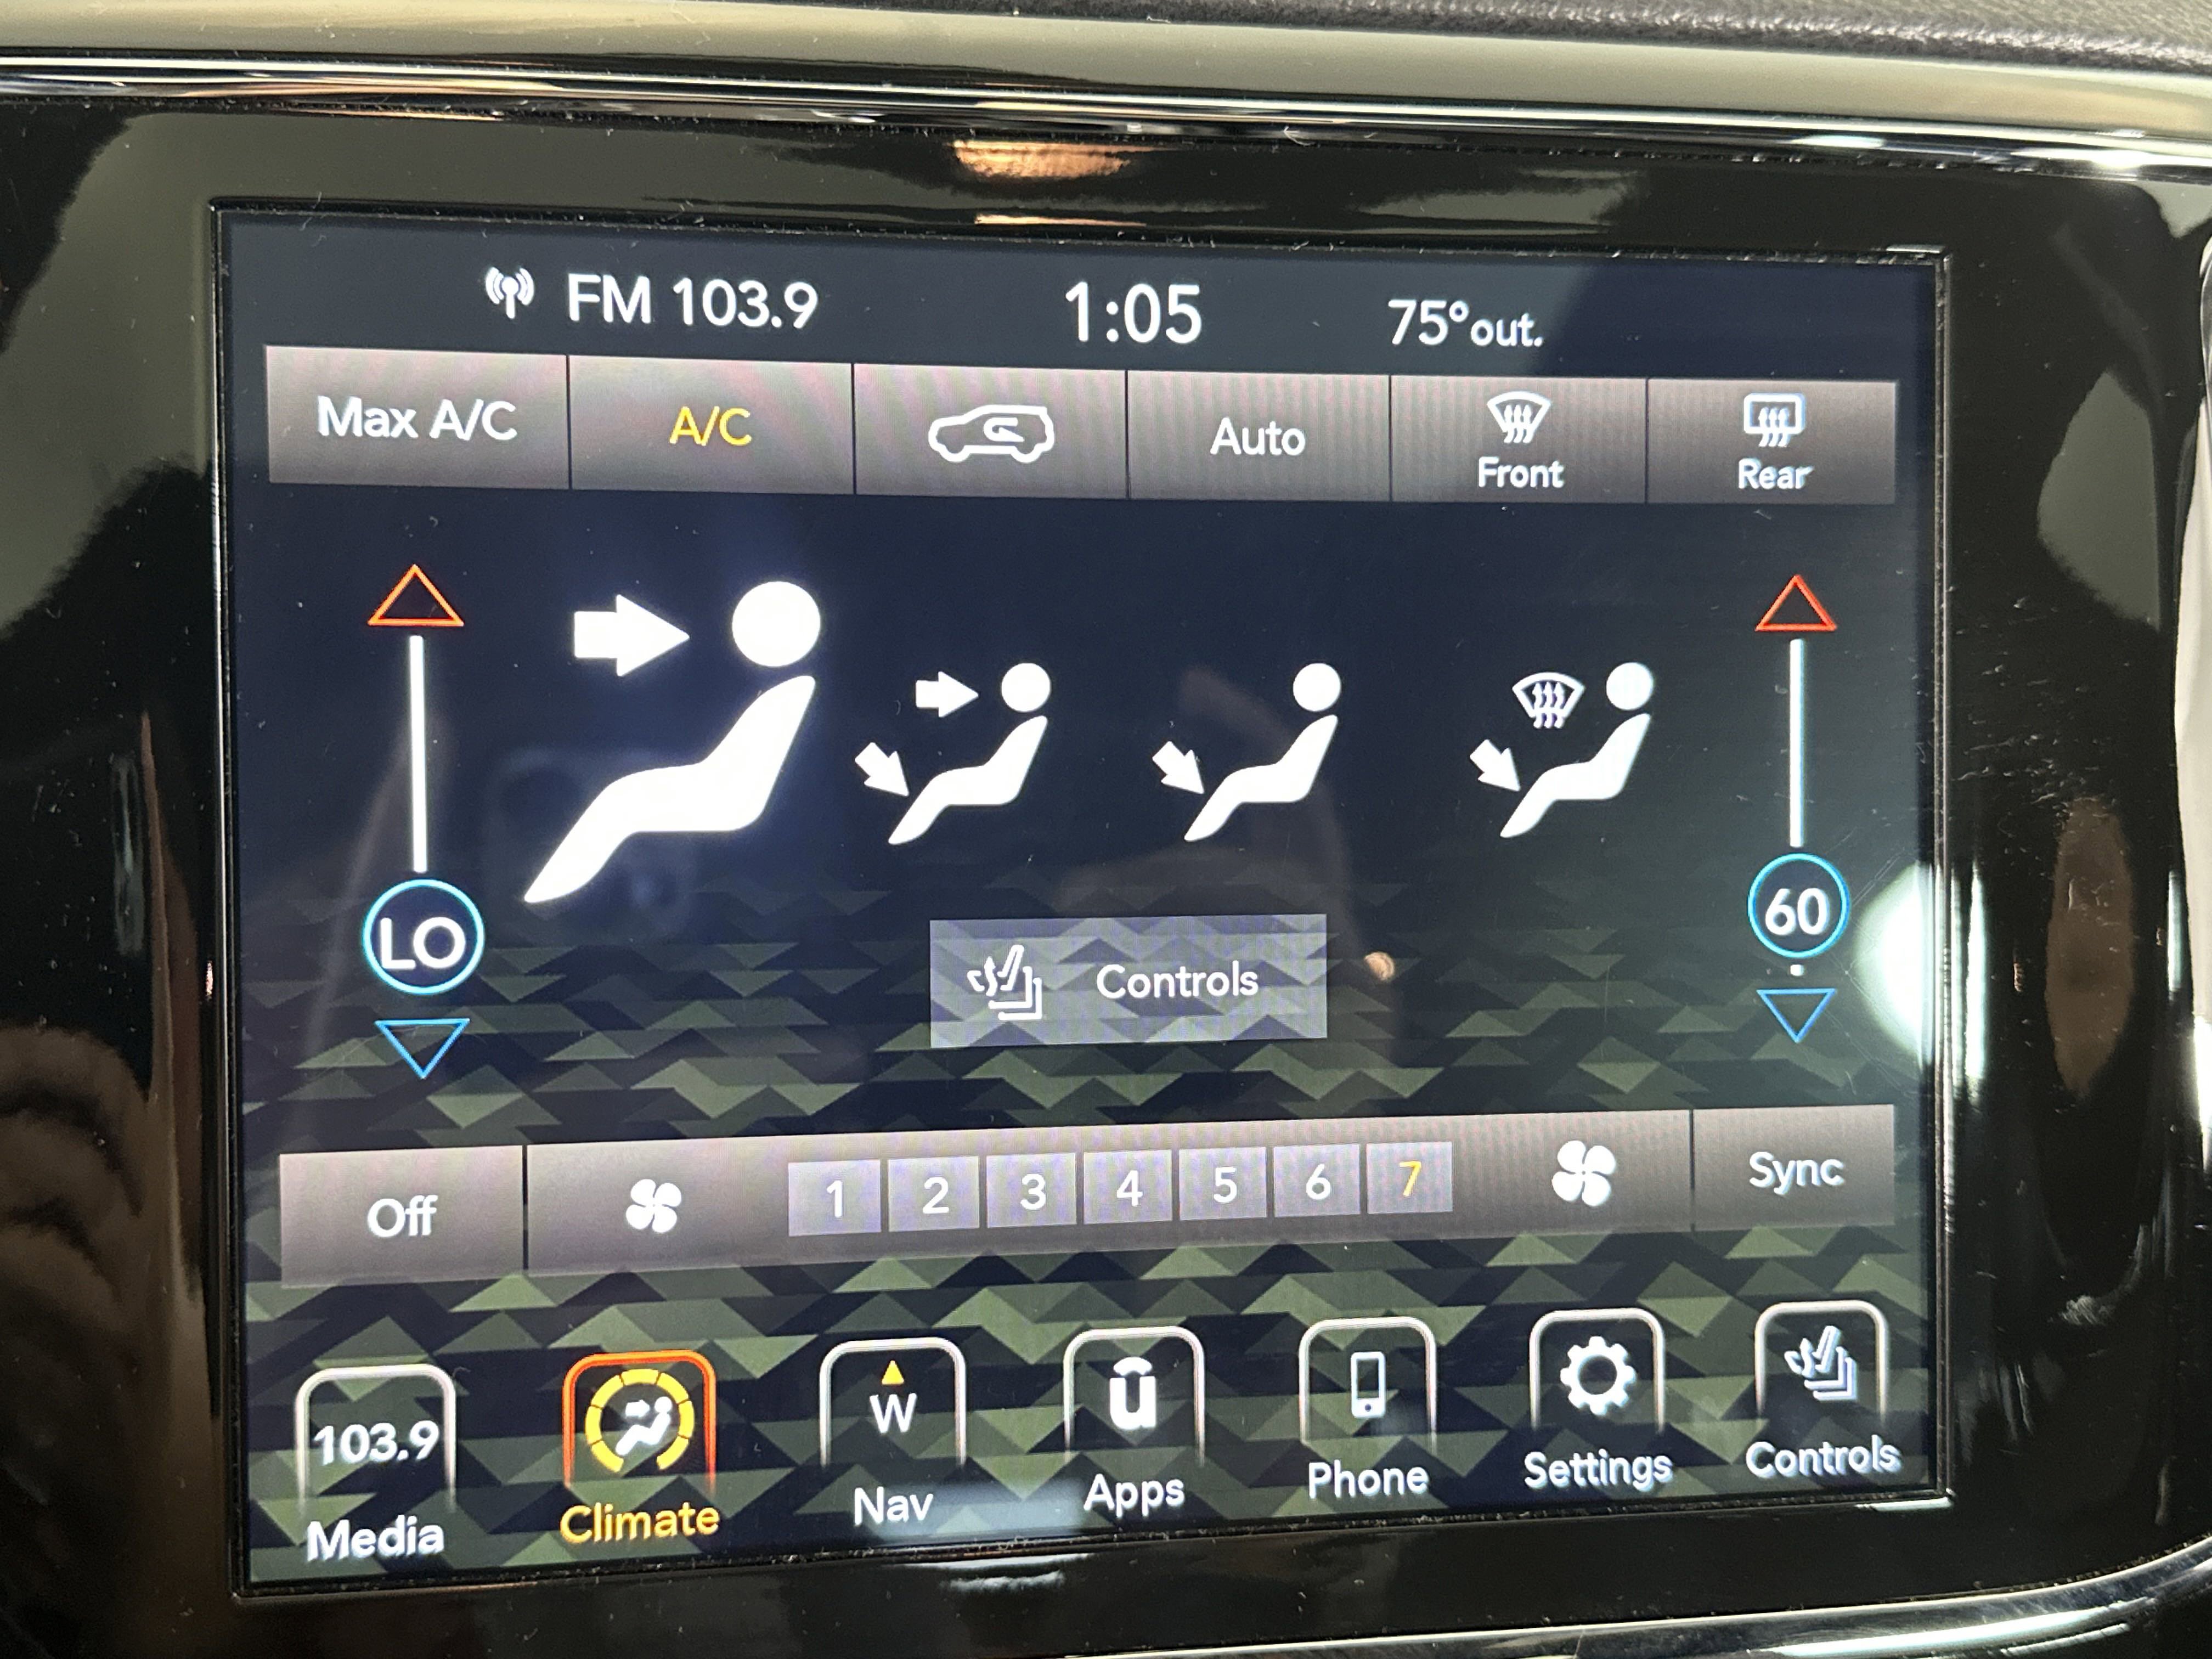 FM 103.9 1:05 75°out.
Max A/C A/C Auto Front Rear
LO 60
Controls
Off 1 2 3 4 5 6 7 Sync
103.9 W u
Media Climate Nav Apps Phone Settings Controls